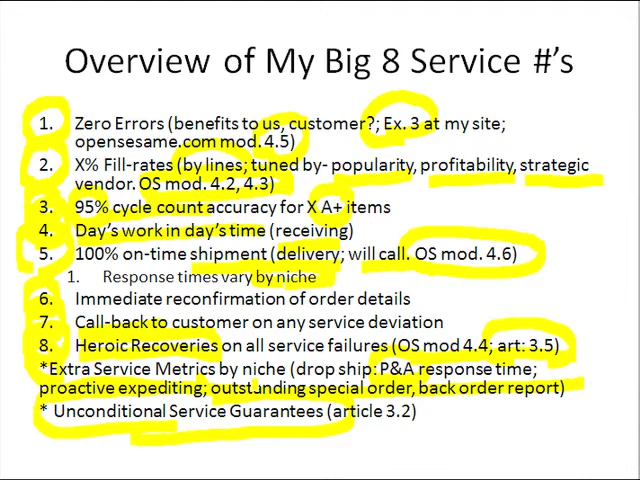 Overview of My Big 8 Service #'s
1. Zero Errors (benefits to us, customer?; Ex. 3 at my site;
opensesame.com mod. 4.5)
2. X% Fill-rates (by lines; tuned by- popularity, profitability, strategic
vendor. OS mod. 4.2, 4.3)
3. 95% cycle count accuracy for X A+ items
4. Day's work in day's time (receiving)
5. 100% on-time shipment (delivery; will call. OS mod. 4.6)
1. Response times vary by niche
6. Immediate reconfirmation of order details
7. Call-back to customer on any service deviation
8. Heroic Recoveries on all service failures (OS mod 4.4; art: 3.5)
*Extra Service Metrics by niche (drop ship: P&A response time;
proactive expediting; outstanding special order, back order report)
* Unconditional Service Guarantees (article 3.2)